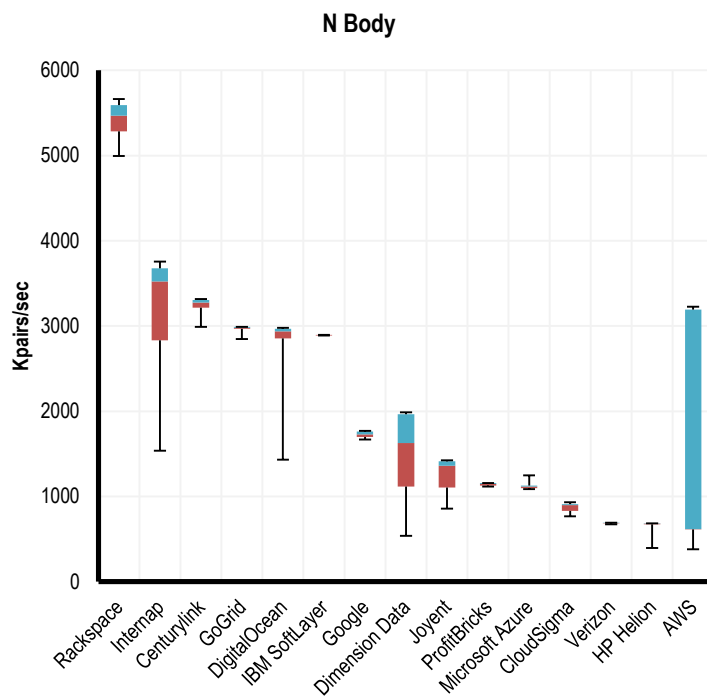 N Body
6000
5000
4000
3000
2000
1000
0
Kpairs/sec
Rackspace
Internap
Centurylink
GoGrid
DigitalOcean
IBM SoftLayer
Google
Dimension Data
Joyent
ProfitBricks
Microsoft Azure
CloudSigma
Verizon
HP Helion
AWS